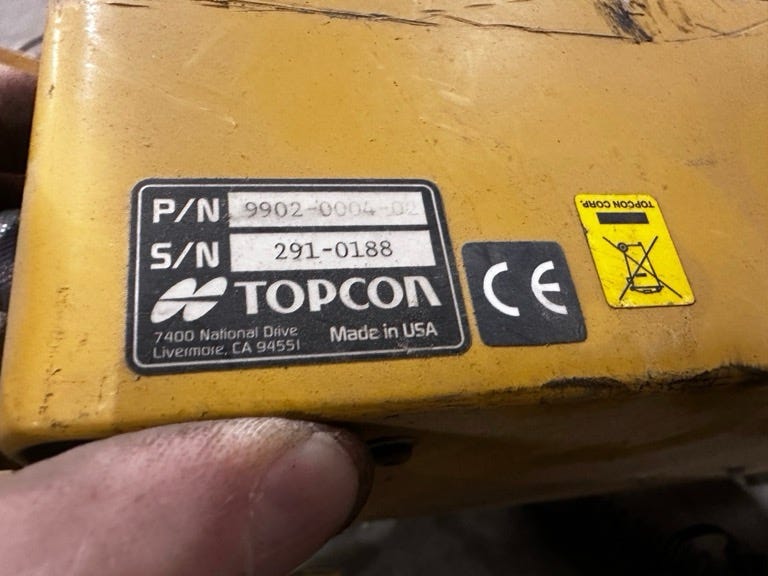 P/N 9902-0004-02
S/N 291-0188
TOPCON
7400 National Drive
Livermore, CA 94551
Made in USA
CE
TOPCON CORP.